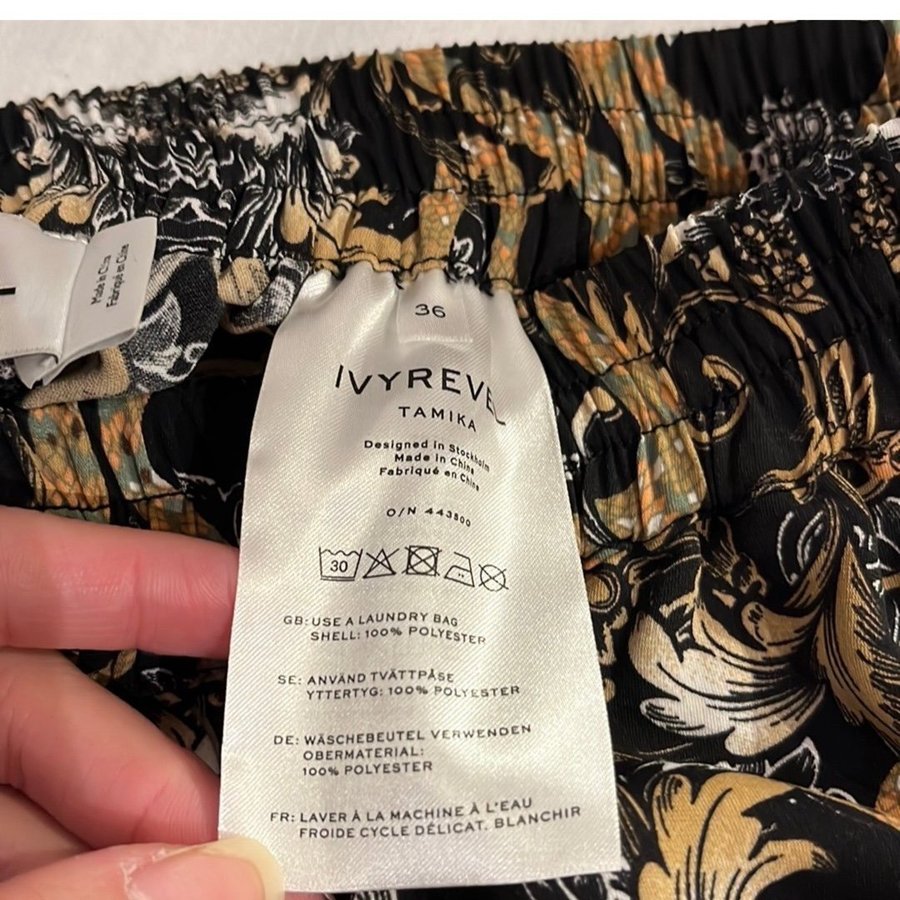 Made in China
Fabriqué en Chine
36
IVYREVEL
TAMIKA
Designed in Stockholm
Made in China
Fabriqué en Chine
O/N 443800
30
GB: USE A LAUNDRY BAG
SHELL: 100% POLYESTER
SE: ANVÄND TVÄTTPÅSE
YTTERTYG: 100% POLYESTER
DE: WÄSCHEBEUTEL VERWENDEN
OBERMATERIAL:
100% POLYESTER
FR: LAVER À LA MACHINE À L'EAU
FROIDE CYCLE DÉLICAT. BLANCHIR